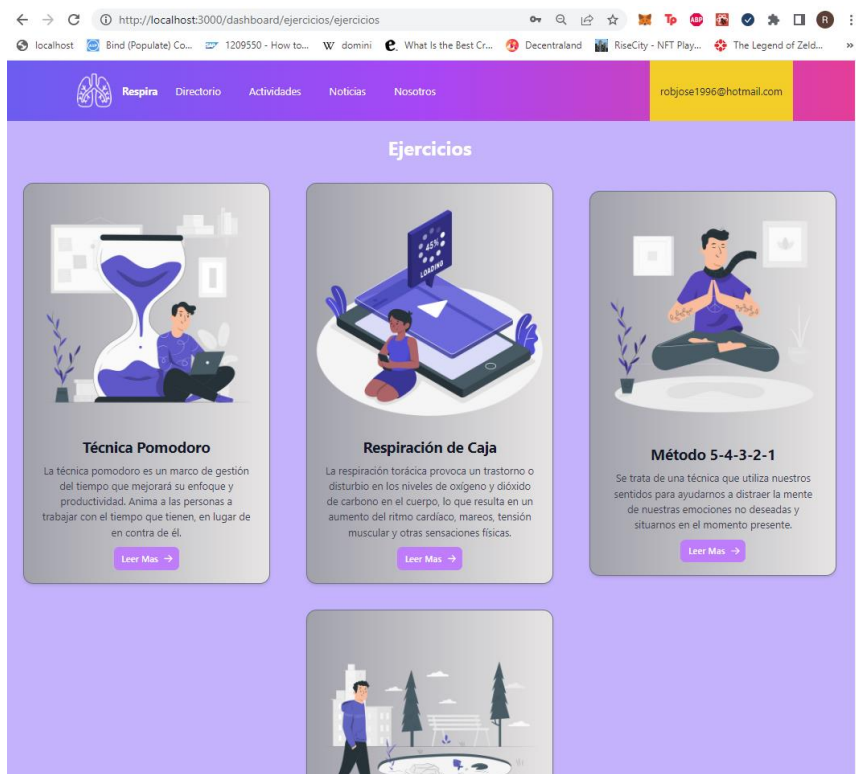 http://localhost:3000/dashboard/ejercicios/ejercicios
localhost
Bind (Populate) Co...
1209550 - How to...
domini
What Is the Best Cr...
Decentraland
RiseCity - NFT Play...
The Legend of Zeld...
Respira Directorio Actividades Noticias Nosotros robjose1996@hotmail.com
Ejercicios
45%
LOADING
Técnica Pomodoro
La técnica pomodoro es un marco de gestión
del tiempo que mejorará su enfoque y
productividad. Anima a las personas a
trabajar con el tiempo que tienen, en lugar de
en contra de él.
Leer Mas →
Respiración de Caja
La respiración torácica provoca un trastorno o
disturbio en los niveles de oxígeno y dióxido
de carbono en el cuerpo, lo que resulta en un
aumento del ritmo cardíaco, mareos, tensión
muscular y otras sensaciones físicas.
Leer Mas →
Método 5-4-3-2-1
Se trata de una técnica que utiliza nuestros
sentidos para ayudarnos a distraer la mente
de nuestras emociones no deseadas y
situarnos en el momento presente.
Leer Mas →